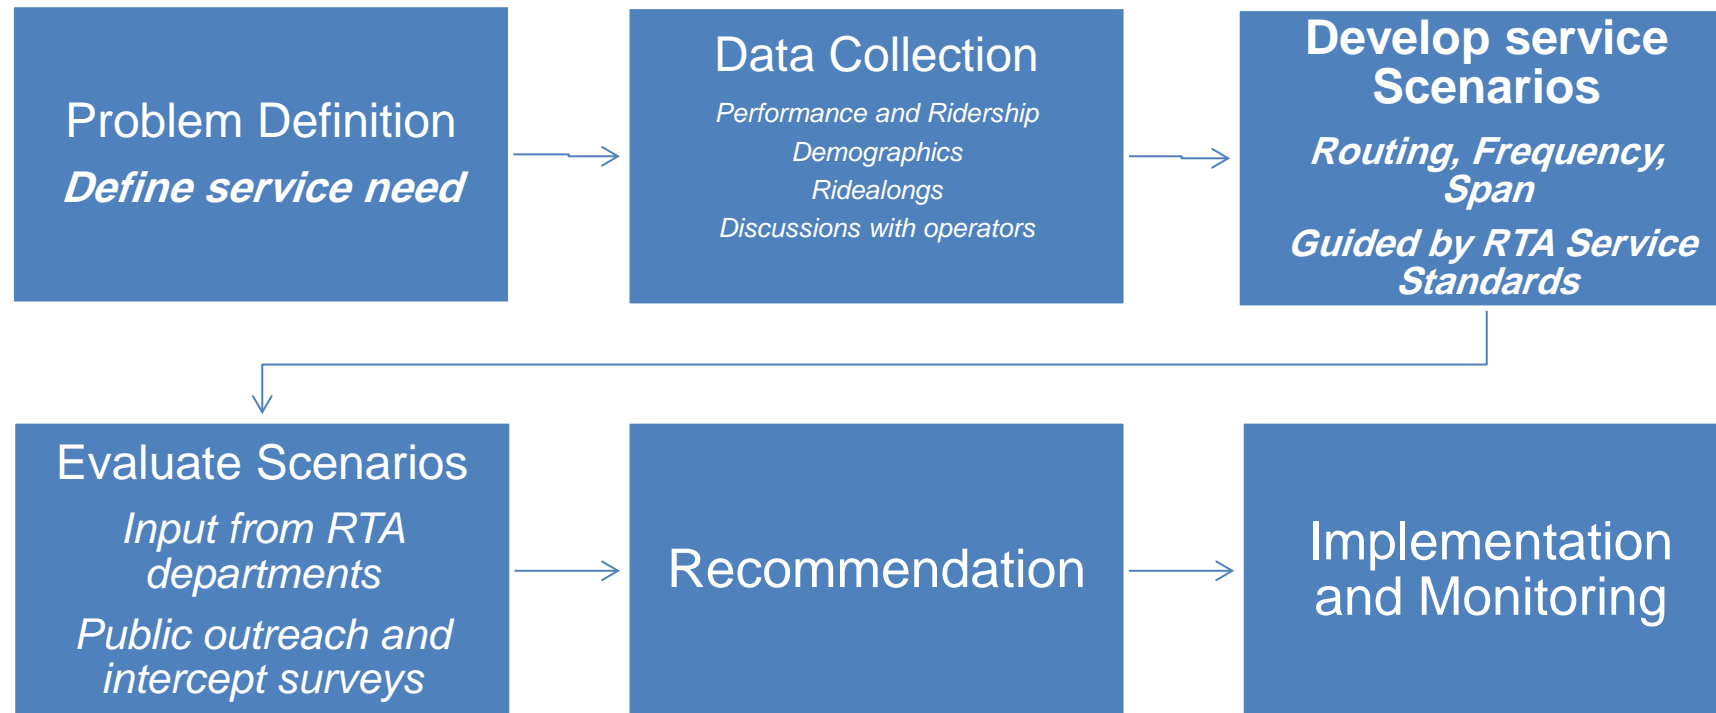 Problem Definition
Define service need
Data Collection
Performance and Ridership
Demographics
Ridealongs
Discussions with operators
Develop service
Scenarios
Routing, Frequency,
Span
Guided by RTA Service
Standards
Evaluate Scenarios
Input from RTA
departments
Public outreach and
intercept surveys
Recommendation
Implementation
and Monitoring